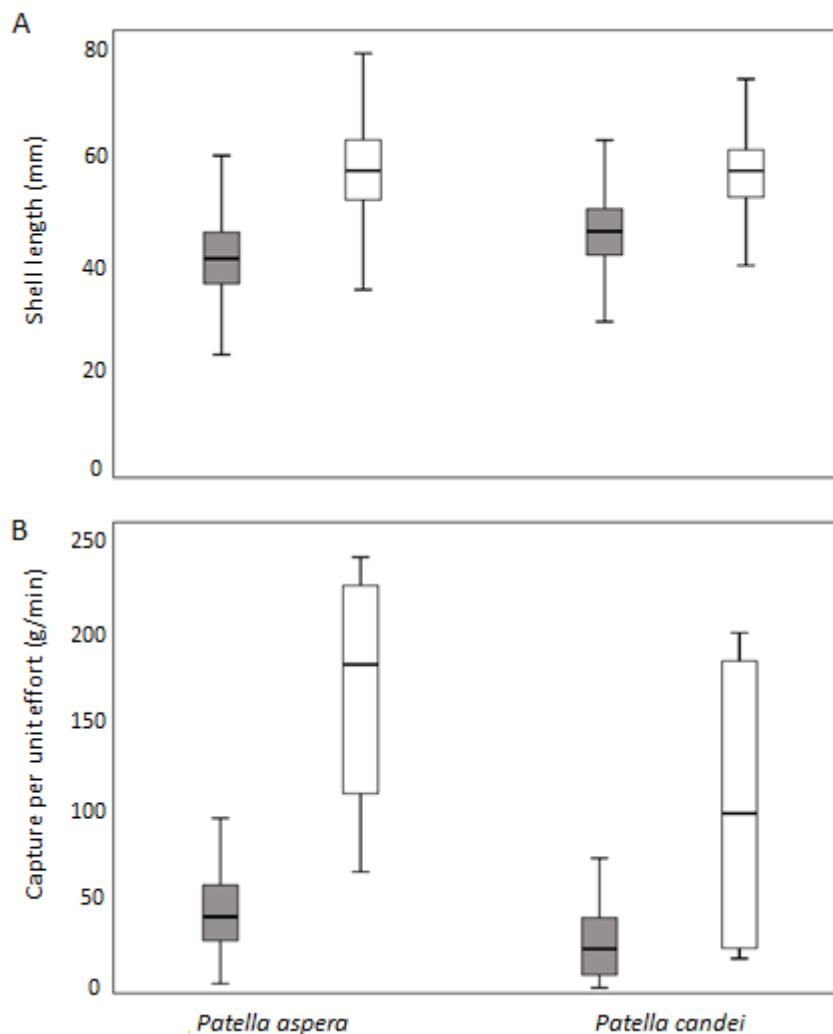 A
Shell length (mm)
80
60
40
20
0
B
Capture per unit effort (g/min)
250
200
150
100
50
0
Patella aspera
Patella candei